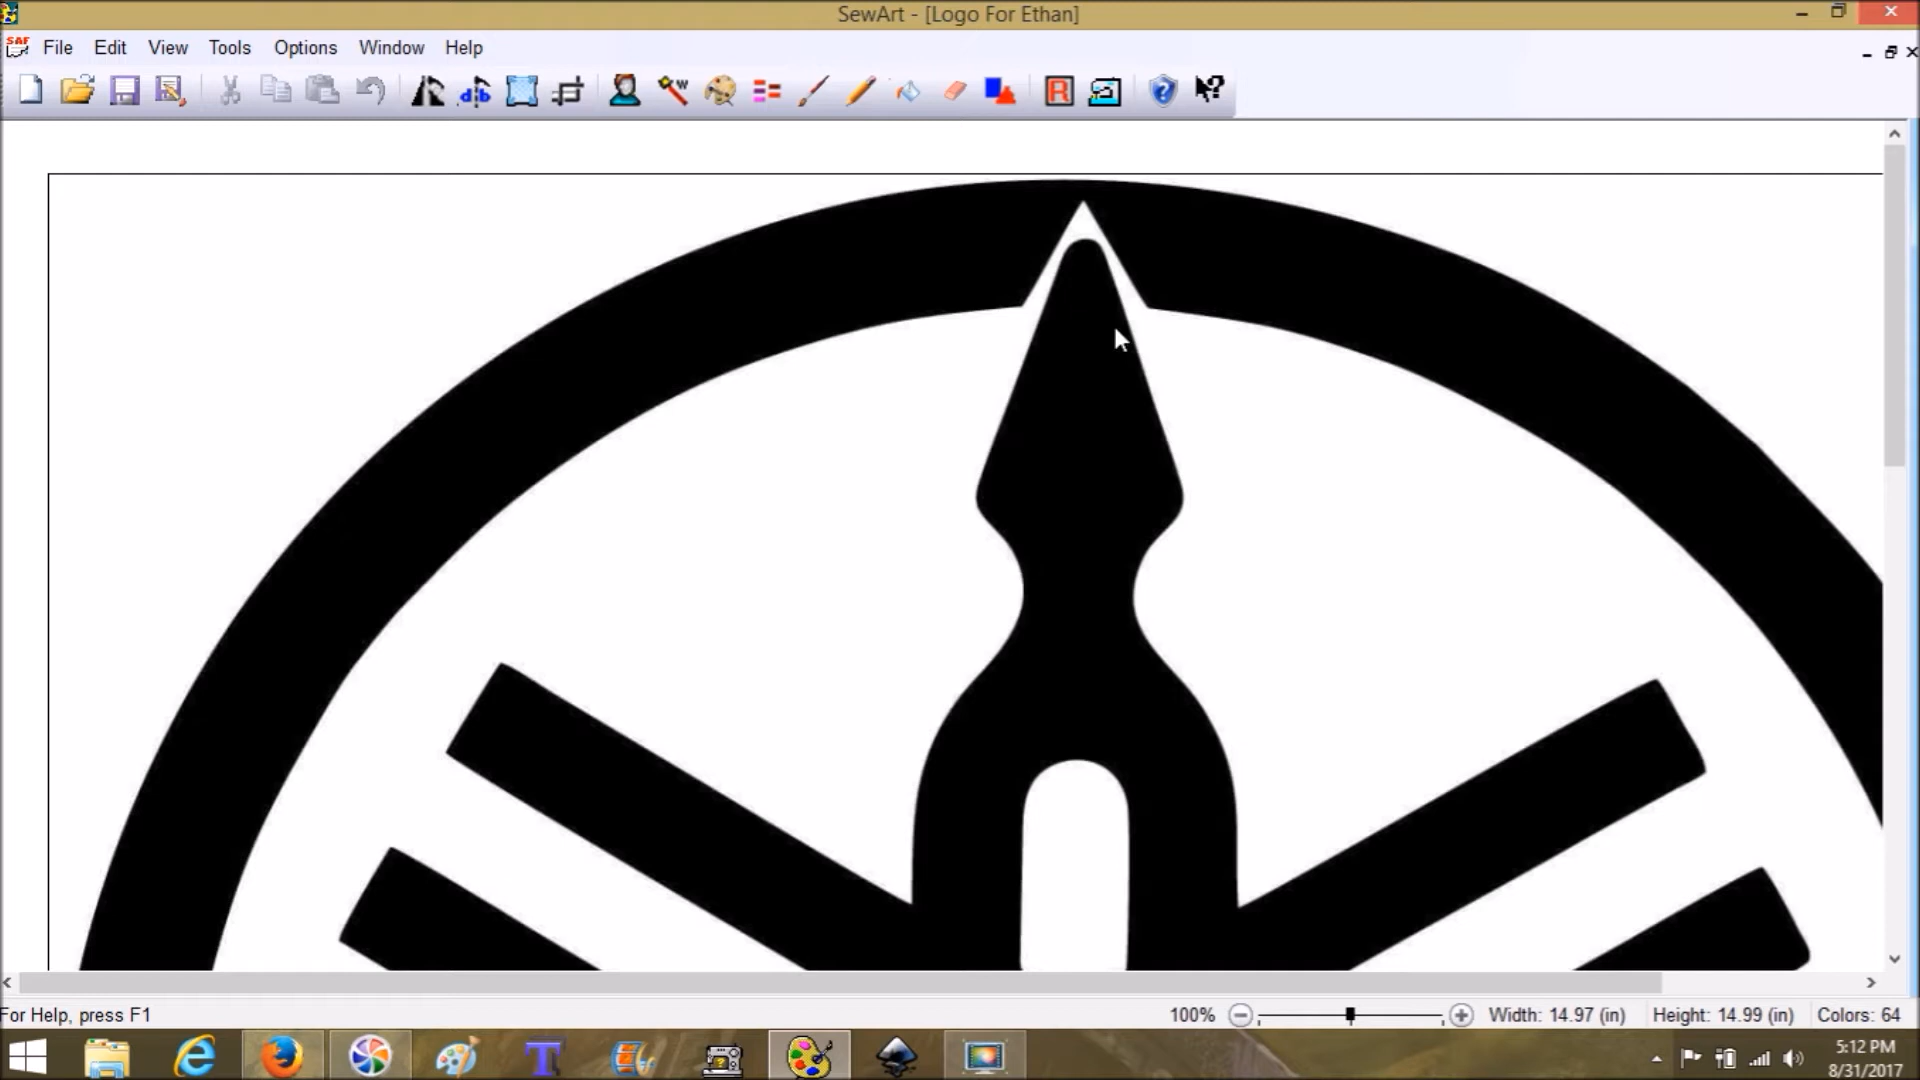 SewArt - [Logo For Ethan]
SAF File Edit View Tools Options Window Help
For Help, press F1
100%
Width: 14.97 (in)
Height: 14.99 (in)
Colors: 64
5:12 PM
8/31/2017